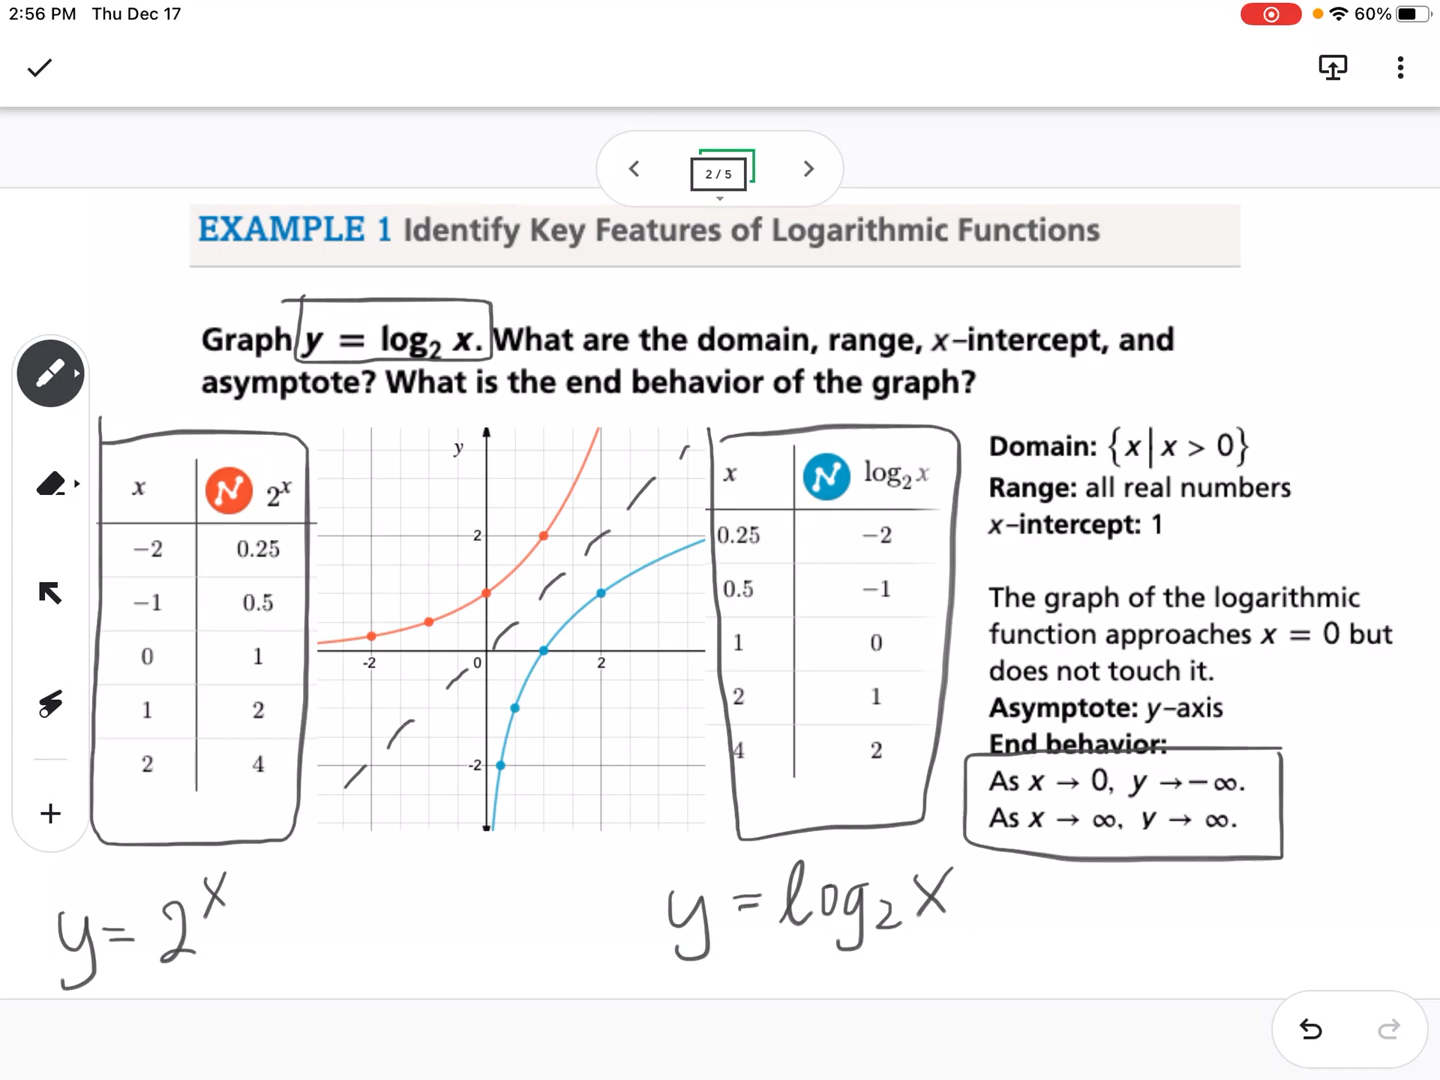 2:56 PM Thu Dec 17
60%
2 / 5
EXAMPLE 1 Identify Key Features of Logarithmic Functions
Graph y = log₂ x. What are the domain, range, x–intercept, and
asymptote? What is the end behavior of the graph?
x 2ˣ
−2 0.25
−1 0.5
0 1
1 2
2 4
y
2
-2 0 2
-2
x log₂x
0.25 −2
0.5 −1
1 0
2 1
4 2
Domain: {x|x > 0}
Range: all real numbers
x–intercept: 1
The graph of the logarithmic
function approaches x = 0 but
does not touch it.
Asymptote: y–axis
End behavior:
As x → 0, y →−∞.
As x → ∞, y → ∞.
y = 2ˣ
y = log₂ x